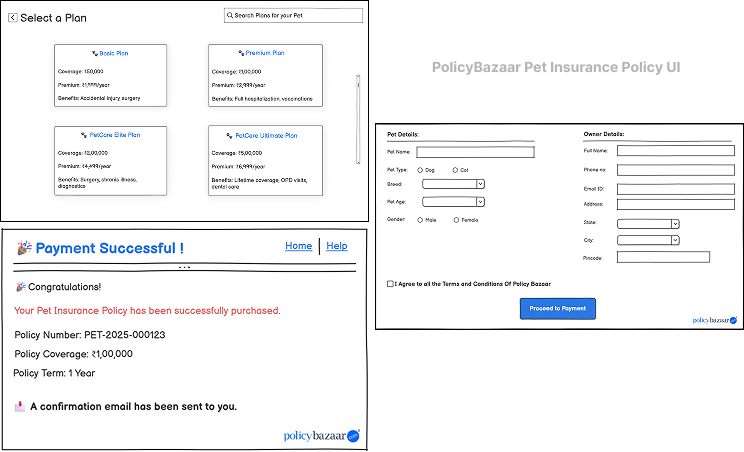 Select a Plan
Search Plans for your Pet
Basic Plan
Coverage: ₹50,000
Premium: ₹1,999/year
Benefits: Accidental injury, surgery
Premium Plan
Coverage: ₹1,00,000
Premium: ₹2,999/year
Benefits: Full hospitalization, vaccinations
PetCare Elite Plan
Coverage: ₹2,00,000
Premium: ₹4,499/year
Benefits: Surgery, chronic illness,
diagnostics
PetCare Ultimate Plan
Coverage: ₹5,00,000
Premium: ₹6,999/year
Benefits: Lifetime coverage, OPD visits,
dental care
PolicyBazaar Pet Insurance Policy UI
Pet Details:
Pet Name:
Pet Type: Dog Cat
Breed:
Pet Age:
Gender: Male Female
Owner Details:
Full Name:
Phone no:
Email ID:
Address:
State:
City:
Pincode:
I Agree to all the Terms and Conditions Of Policy Bazaar
Proceed to Payment
policybazaar
Payment Successful !
Home Help
Congratulations!
Your Pet Insurance Policy has been successfully purchased.
Policy Number: PET-2025-000123
Policy Coverage: ₹1,00,000
Policy Term: 1 Year
A confirmation email has been sent to you.
policybazaar.com